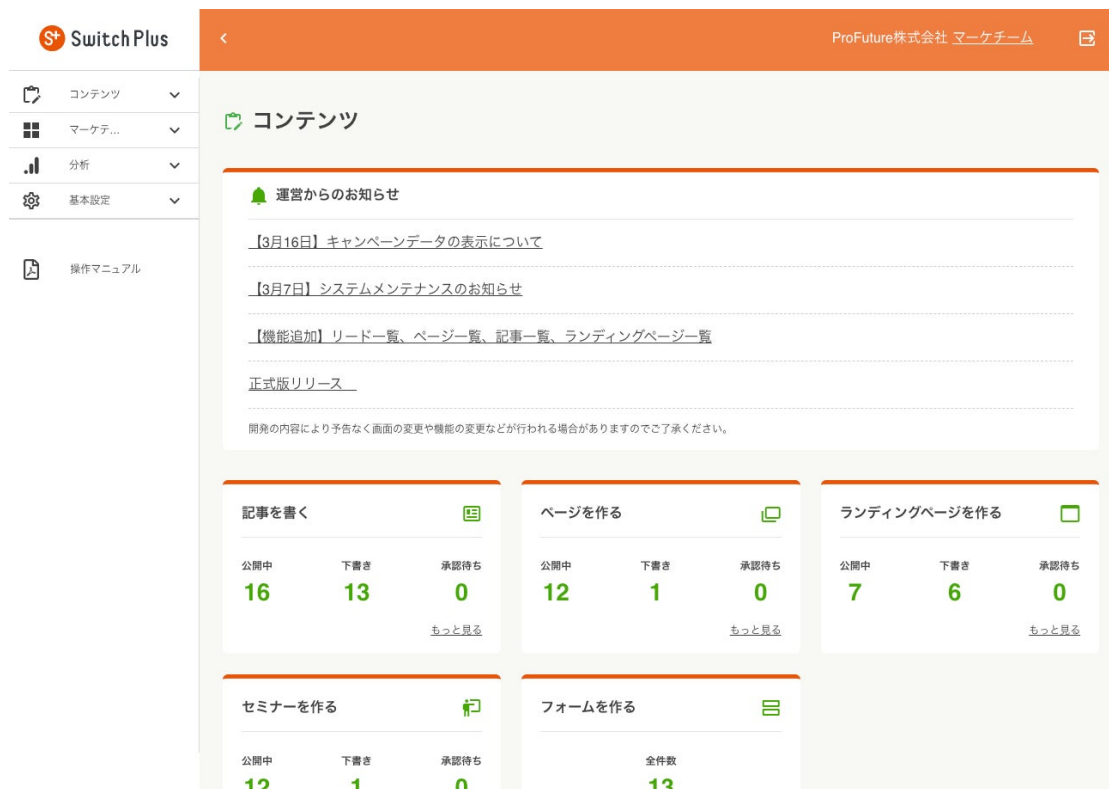 S+ Switch Plus
ProFuture株式会社 マーケチーム
コンテンツ
マーケテ...
分析
基本設定
操作マニュアル
コンテンツ
運営からのお知らせ
【3月16日】キャンペーンデータの表示について
【3月7日】システムメンテナンスのお知らせ
【機能追加】リード一覧、ページ一覧、記事一覧、ランディングページ一覧
正式版リリース
開発の内容により予告なく画面の変更や機能の変更などが行われる場合がありますのでご了承ください。
記事を書く
公開中 下書き 承認待ち
16 13 0
もっと見る
ページを作る
公開中 下書き 承認待ち
12 1 0
もっと見る
ランディングページを作る
公開中 下書き 承認待ち
7 6 0
もっと見る
セミナーを作る
公開中 下書き 承認待ち
12 1 0
フォームを作る
全件数
13